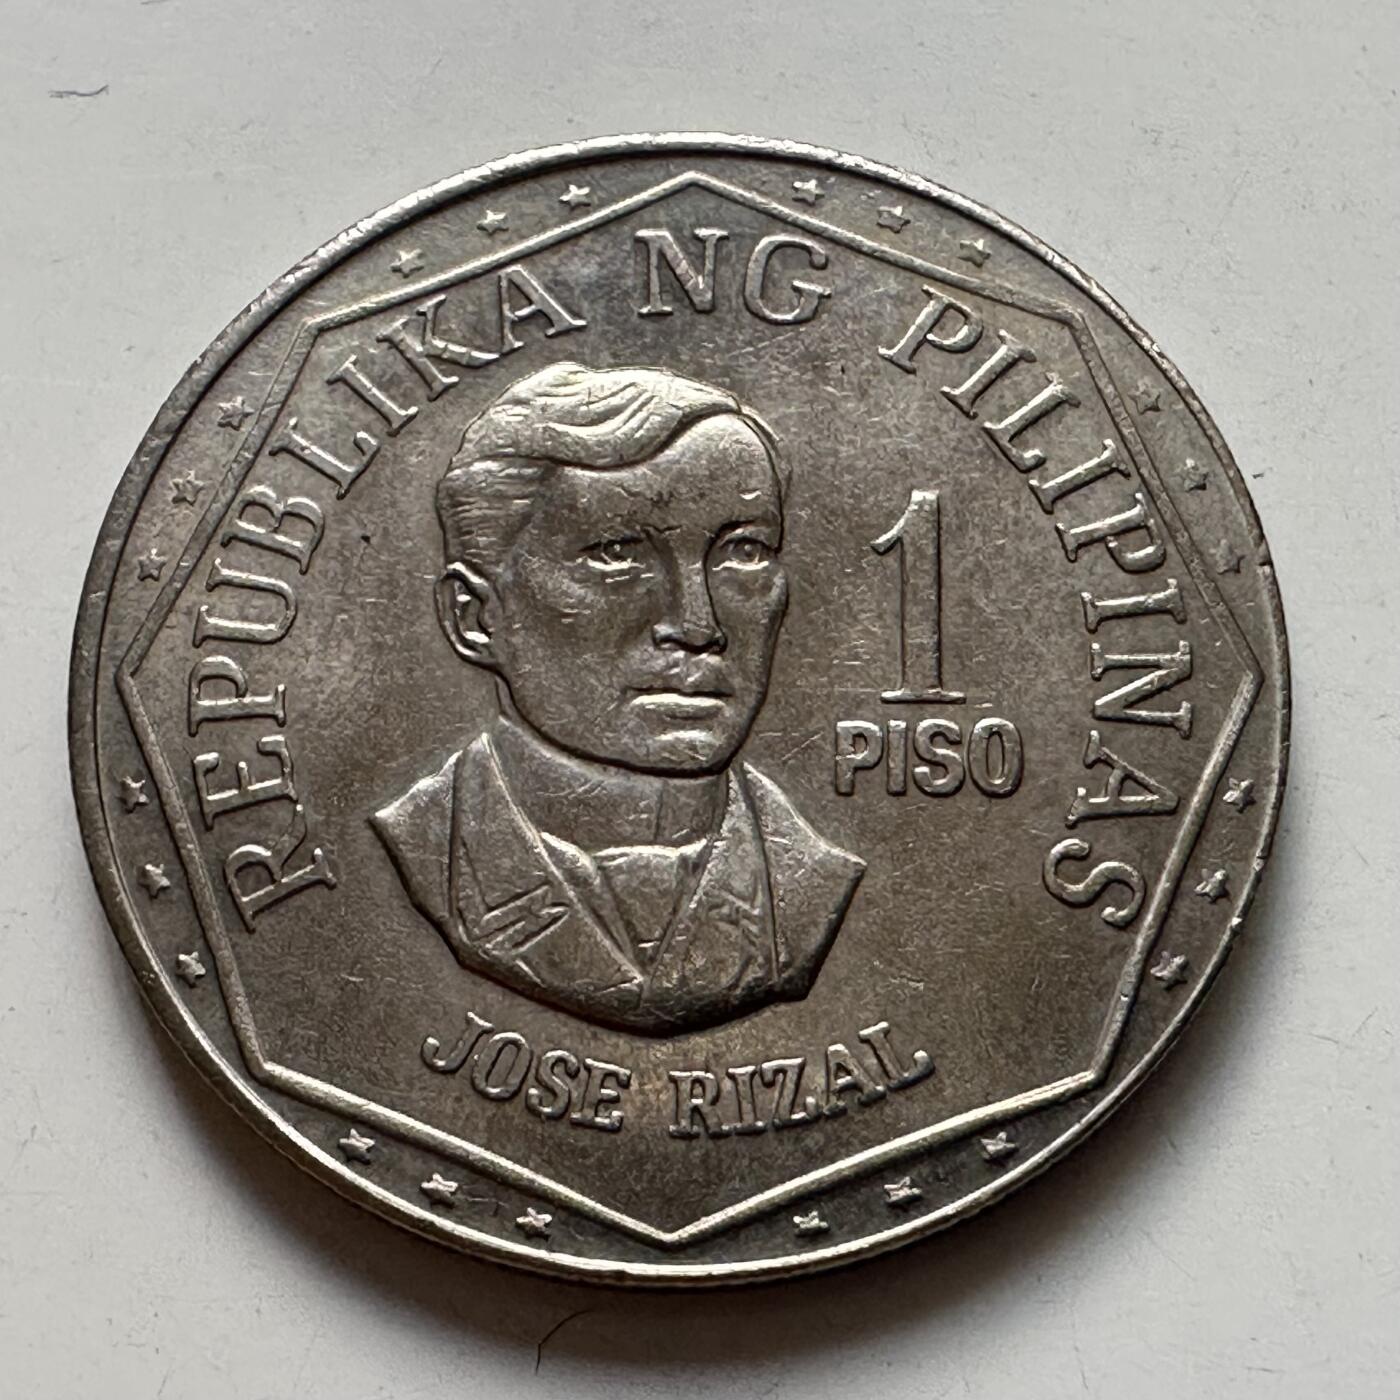 REPUBLIKA NG PILIPINAS
1
PISO
JOSE RIZAL